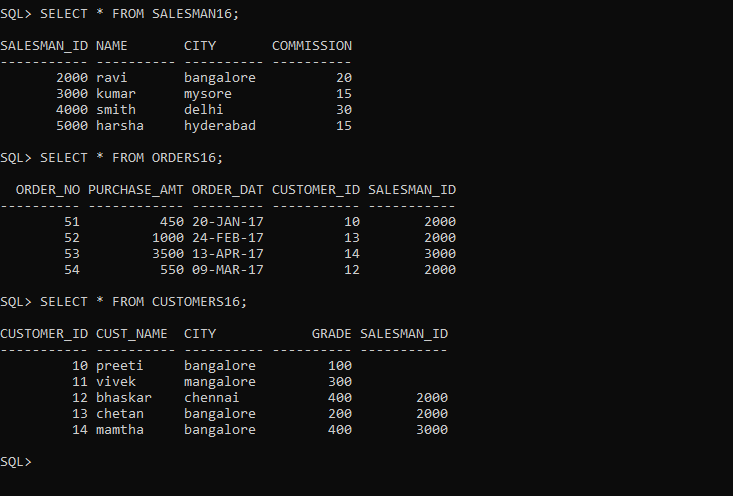 SQL> SELECT * FROM SALESMAN16;
SALESMAN_ID NAME       CITY       COMMISSION
----------- ---------- ---------- ----------
       2000 ravi       bangalore          20
       3000 kumar      mysore             15
       4000 smith      delhi              30
       5000 harsha     hyderabad          15
SQL> SELECT * FROM ORDERS16;
  ORDER_NO PURCHASE_AMT ORDER_DAT CUSTOMER_ID SALESMAN_ID
---------- ------------ --------- ----------- -----------
        51          450 20-JAN-17          10        2000
        52         1000 24-FEB-17          13        2000
        53         3500 13-APR-17          14        3000
        54          550 09-MAR-17          12        2000
SQL> SELECT * FROM CUSTOMERS16;
CUSTOMER_ID CUST_NAME  CITY            GRADE SALESMAN_ID
----------- ---------- ---------- ---------- -----------
         10 preeti     bangalore         100
         11 vivek      mangalore         300
         12 bhaskar    chennai           400        2000
         13 chetan     bangalore         200        2000
         14 mamtha     bangalore         400        3000
SQL>